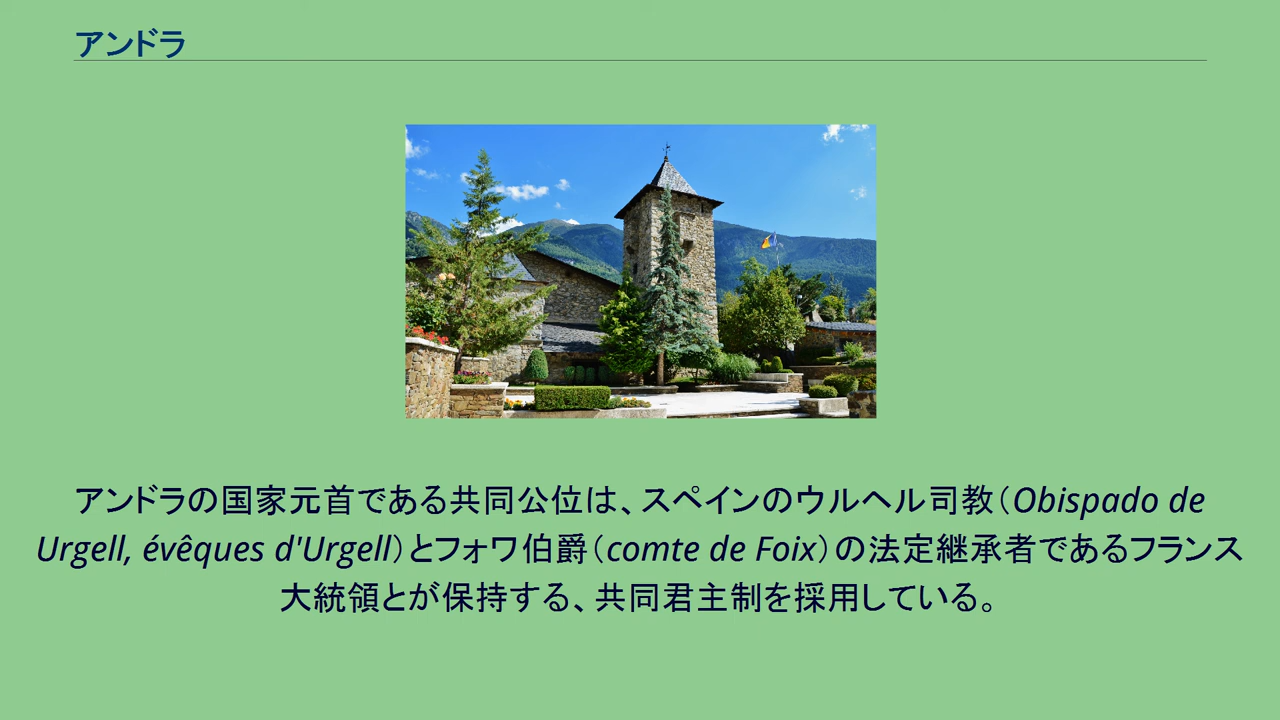 アンドラ
アンドラの国家元首である共同公位は、スペインのウルヘル司教（Obispado de
Urgell, évêques d'Urgell）とフォワ伯爵（comte de Foix）の法定継承者であるフランス
大統領とが保持する、共同君主制を採用している。